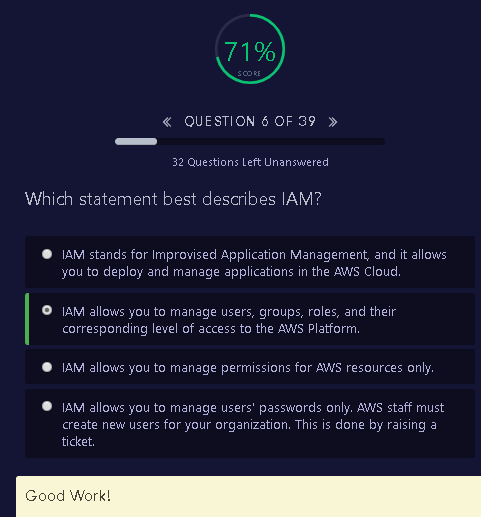 71%
SCORE
« QUESTION 6 OF 39 »
32 Questions Left Unanswered
Which statement best describes IAM?
IAM stands for Improvised Application Management, and it allows
you to deploy and manage applications in the AWS Cloud.
IAM allows you to manage users, groups, roles, and their
corresponding level of access to the AWS Platform.
IAM allows you to manage permissions for AWS resources only.
IAM allows you to manage users' passwords only. AWS staff must
create new users for your organization. This is done by raising a
ticket.
Good Work!